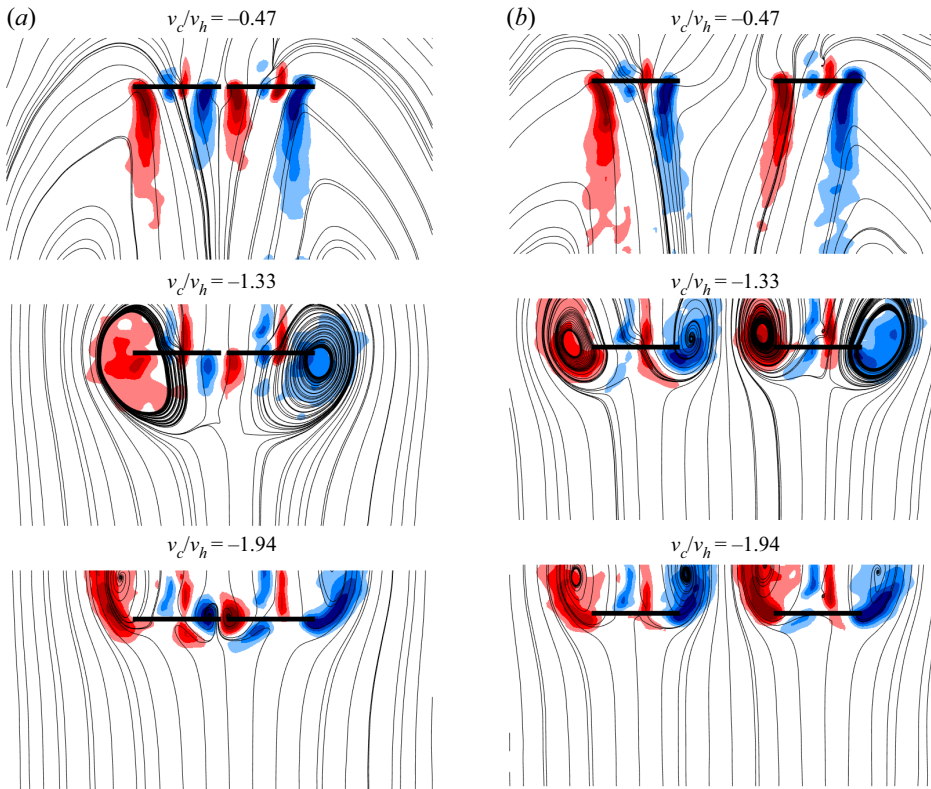 (a) v_c/v_h = –0.47
(b) v_c/v_h = –0.47
v_c/v_h = –1.33
v_c/v_h = –1.33
v_c/v_h = –1.94
v_c/v_h = –1.94